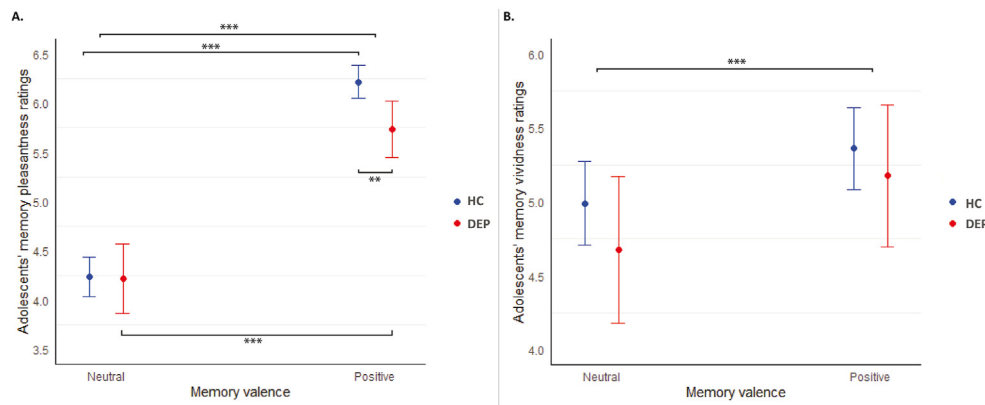 A.
***
***
6.5
6.0
5.5
5.0
4.5
4.0
3.5
Adolescents' memory pleasantness ratings
**
***
Neutral
Positive
Memory valence
HC
DEP
B.
***
6.0
5.5
5.0
4.5
4.0
Adolescents' memory vividness ratings
Neutral
Positive
Memory valence
HC
DEP